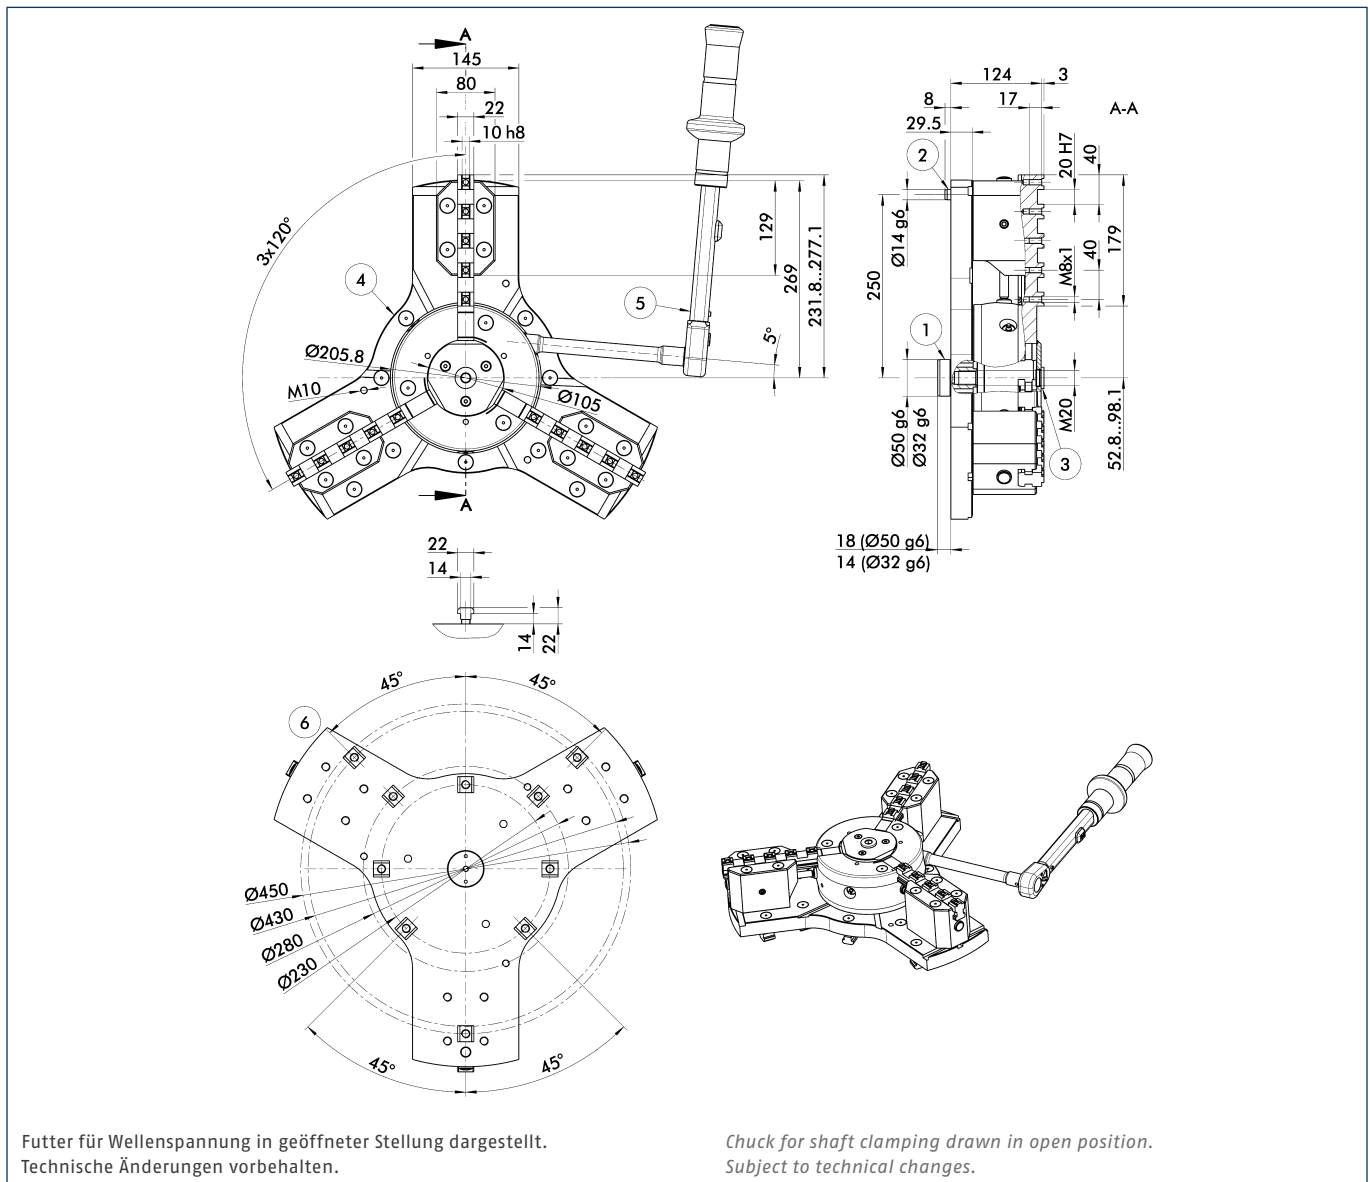 A
145
80
22
10 h8
3x120°
4
5
129
269
231.8...277.1
5°
Ø205.8
M10
Ø105
A
124
3
8
17
A-A
29.5
2
20 H7
40
Ø14 g6
179
250
M8x1
40
1
Ø50 g6
Ø32 g6
M20
52.8...98.1
3
18 (Ø50 g6)
14 (Ø32 g6)
22
14
14
22
45°
45°
6
Ø450
Ø430
Ø280
Ø230
45°
45°
Futter für Wellenspannung in geöffneter Stellung dargestellt.
Technische Änderungen vorbehalten.
Chuck for shaft clamping drawn in open position.
Subject to technical changes.